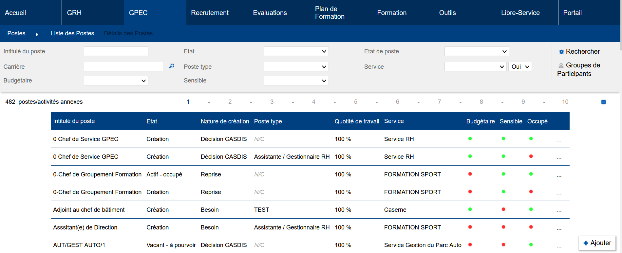 Accueil GRH GPEC Recrutement Evaluations Plan de Formation Formation Outils Libre-Service Portail
Postes Liste des Postes Détails des Postes
Intitulé du poste Etat Etat de poste Rechercher
Carrière Poste type Service Oui Groupes de Participants
Budgétaire Sensible
482 postes/activités annexes 1 - 2 - 3 - 4 - 5 - 6 - 7 - 8 - 9 - 10
Intitulé du poste Etat Nature de création Poste type Quotité de travail Service Budgétaire Sensible Occupé ...
0 Chef de Service GPEC Création Décision CASDIS N/C 100 % Service RH ...
0 Chef de Service GPEC Création Décision CASDIS Assistante / Gestionnaire RH 100 % Service RH ...
0-Chef de Groupement Formation Actif - occupé Reprise N/C 100 % FORMATION SPORT ...
0-Chef de Groupement Formation Création Reprise N/C 100 % FORMATION SPORT ...
Adjoint au chef de bâtiment Création Besoin TEST 100 % Caserne ...
Asssitant(e) de Direction Création Besoin Assistante / Gestionnaire RH 100 % FORMATION SPORT ...
AUT/GEST AUTO/1 Vacant - à pourvoir Décision CASDIS N/C 100 % Service Gestion du Parc Auto ...
Ajouter